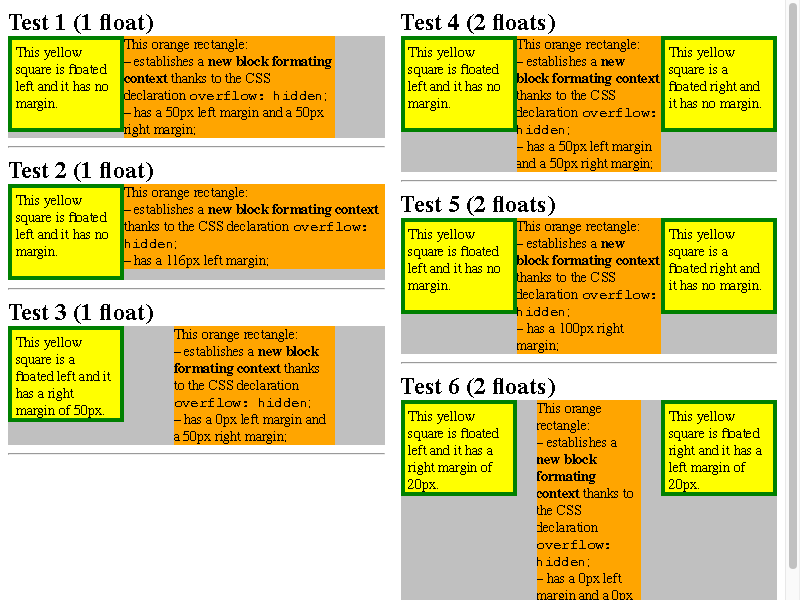 Test 1 (1 float)
This yellow
square is floated
left and it has no
margin.
This orange rectangle:
– establishes a new block formating
context thanks to the CSS
declaration overflow: hidden;
– has a 50px left margin and a 50px
right margin;
Test 2 (1 float)
This yellow
square is floated
left and it has no
margin.
This orange rectangle:
– establishes a new block formating context
thanks to the CSS declaration overflow:
hidden;
– has a 116px left margin;
Test 3 (1 float)
This yellow
square is a
floated left and it
has a right
margin of 50px.
This orange rectangle:
– establishes a new block
formating context thanks
to the CSS declaration
overflow: hidden;
– has a 0px left margin and
a 50px right margin;
Test 4 (2 floats)
This yellow
square is floated
left and it has no
margin.
This orange rectangle:
– establishes a new
block formating context
thanks to the CSS
declaration overflow:
hidden;
– has a 50px left margin
and a 50px right margin;
This yellow
square is a
floated right and
it has no margin.
Test 5 (2 floats)
This yellow
square is floated
left and it has no
margin.
This orange rectangle:
– establishes a new
block formating context
thanks to the CSS
declaration overflow:
hidden;
– has a 100px right
margin;
This yellow
square is a
floated right and
it has no margin.
Test 6 (2 floats)
This yellow
square is floated
left and it has a
right margin of
20px.
This orange
rectangle:
– establishes a
new block
formating
context thanks to
the CSS
declaration
overflow:
hidden;
– has a 0px left
margin and a 0px
This yellow
square is floated
right and it has a
left margin of
20px.